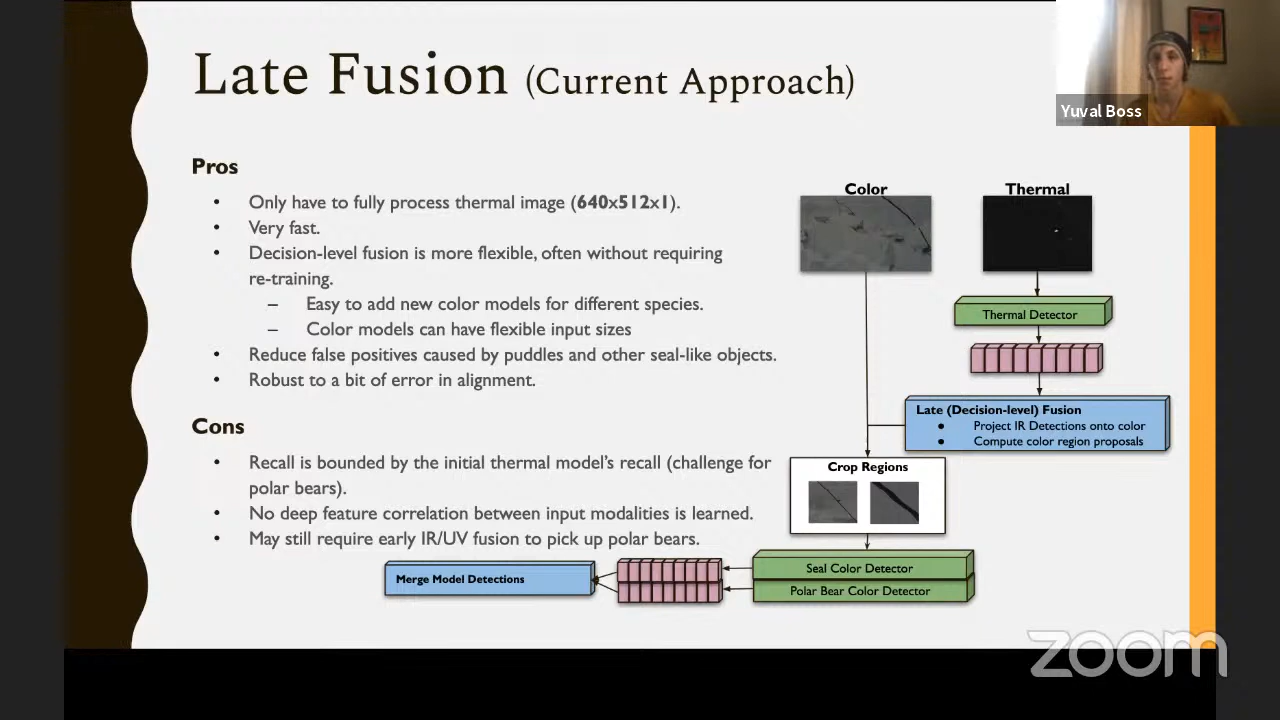 Late Fusion (Current Approach)
Yuval Boss
Pros
• Only have to fully process thermal image (640x512x1).
• Very fast.
• Decision-level fusion is more flexible, often without requiring
re-training.
– Easy to add new color models for different species.
– Color models can have flexible input sizes
• Reduce false positives caused by puddles and other seal-like objects.
• Robust to a bit of error in alignment.
Cons
• Recall is bounded by the initial thermal model's recall (challenge for
polar bears).
• No deep feature correlation between input modalities is learned.
• May still require early IR/UV fusion to pick up polar bears.
Color
Thermal
Thermal Detector
Late (Decision-level) Fusion
● Project IR Detections onto color
● Compute color region proposals
Crop Regions
Seal Color Detector
Polar Bear Color Detector
Merge Model Detections
zoom